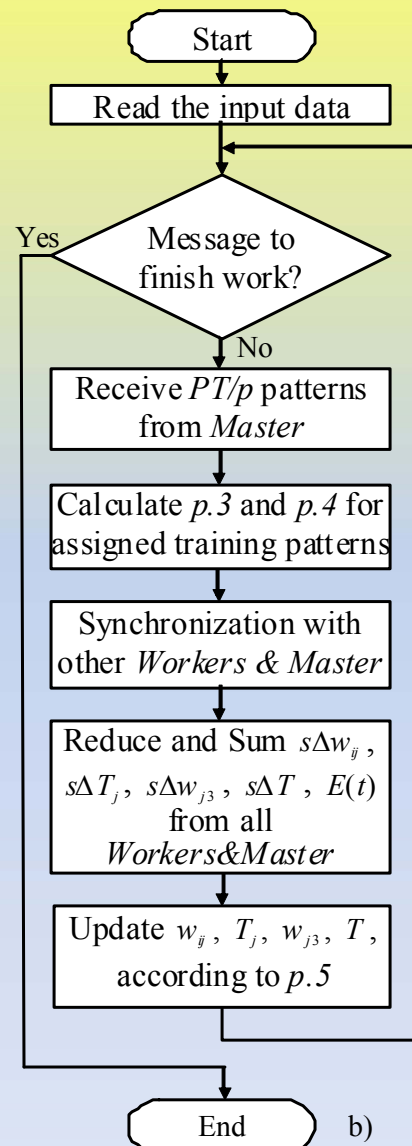 Start
Read the input data
Yes
Message to
finish work?
No
Receive PT/p patterns
from Master
Calculate p.3 and p.4 for
assigned training patterns
Synchronization with
other Workers & Master
Reduce and Sum sΔw_ij ,
sΔT_j , sΔw_j3 , sΔT , E(t)
from all
Workers&Master
Update w_ij , T_j , w_j3 , T ,
according to p.5
End b)